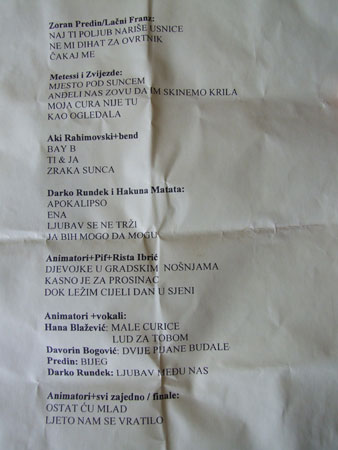 Zoran Predin/Lačni Franz:
NAJ TI POLJUB NARIŠE USNICE
NE MI DIHAT ZA OVRTNIK
ČAKAJ ME
Metessi i Zvijezde:
MJESTO POD SUNCEM
ANĐELI NAS ZOVU DA IM SKINEMO KRILA
MOJA CURA NIJE TU
KAO OGLEDALA
Aki Rahimovski+bend
BAY B
TI & JA
ZRAKA SUNCA
Darko Rundek i Hakuna Matata:
APOKALIPSO
ENA
LJUBAV SE NE TRŽI
JA BIH MOGO DA MOGU
Animatori+Pif+Rista Ibrić
DJEVOJKE U GRADSKIM NOŠNJAMA
KASNO JE ZA PROSINAC
DOK LEŽIM CIJELI DAN U SJENI
Animatori +vokali:
Hana Blažević: MALE CURICE
LUD ZA TOBOM
Davorin Bogović: DVIJE PIJANE BUDALE
Predin: BIJEG
Darko Rundek: LJUBAV MEĐU NAS
Animatori+svi zajedno / finale:
OSTAT ĆU MLAD
LJETO NAM SE VRATILO